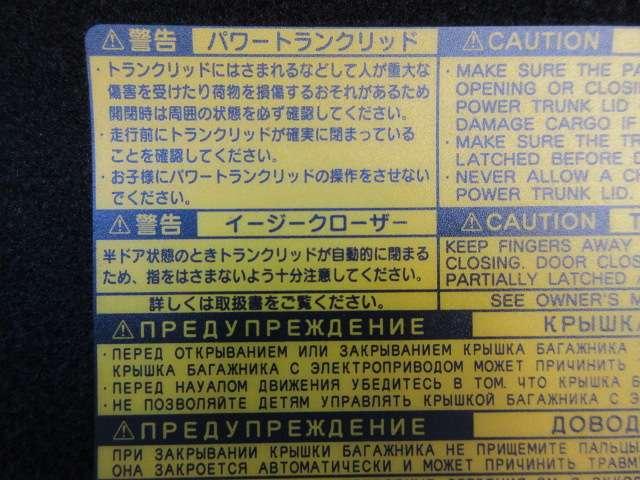 ⚠警告 パワートランクリッド
・トランクリッドにはさまれるなどして人が重大な
傷害を受けたり荷物を損傷するおそれがあるため
開閉時は周囲の状態を必ず確認してください。
・走行前にトランクリッドが確実に閉まっている
ことを確認してください。
・お子様にパワートランクリッドの操作をさせない
でください。
⚠警告 イージークローザー
半ドア状態のときトランクリッドが自動的に閉まる
ため、指をはさまないよう十分注意してください。
詳しくは取扱書をご覧ください。
⚠CAUTION
・MAKE SURE THE
OPENING OR
POWER TRUNK LID
DAMAGE CARGO IF
・MAKE SURE THE
LATCHED BEFORE
・NEVER ALLOW A
POWER TRUNK LID.
⚠CAUTION
KEEP FINGERS AWAY
CLOSING. DOOR
PARTIALLY LATCHED
SEE OWNER'S
⚠ПРЕДУПРЕЖДЕНИЕ
・ПЕРЕД ОТКРЫВАНИЕМ ИЛИ ЗАКРЫВАНИЕМ КРЫШКА БАГАЖНИКА
КРЫШКА БАГАЖНИКА С ЭЛЕКТРОПРИВОДОМ МОЖЕТ ПРИЧИНИТЬ
・ПЕРЕД НАУАЛОМ ДВИЖЕНИЯ УБЕДИТЕСЬ В ТОМ, ЧТО КРЫШКА
・НЕ ПОЗВОЛЯЙТЕ ДЕТЯМ УПРАВЛЯТЬ КРЫШКОЙ БАГАЖНИКА С
⚠ПРЕДУПРЕЖДЕНИЕ
ПРИ ЗАКРЫВАНИИ КРЫШКИ БАГАЖНИКА НЕ ПРИЩЕМИТЕ ПАЛЬЦЫ
ОНА ЗАКРОЕТСЯ АВТОМАТИЧЕСКИ И МОЖЕТ ПРИЧИНИТЬ